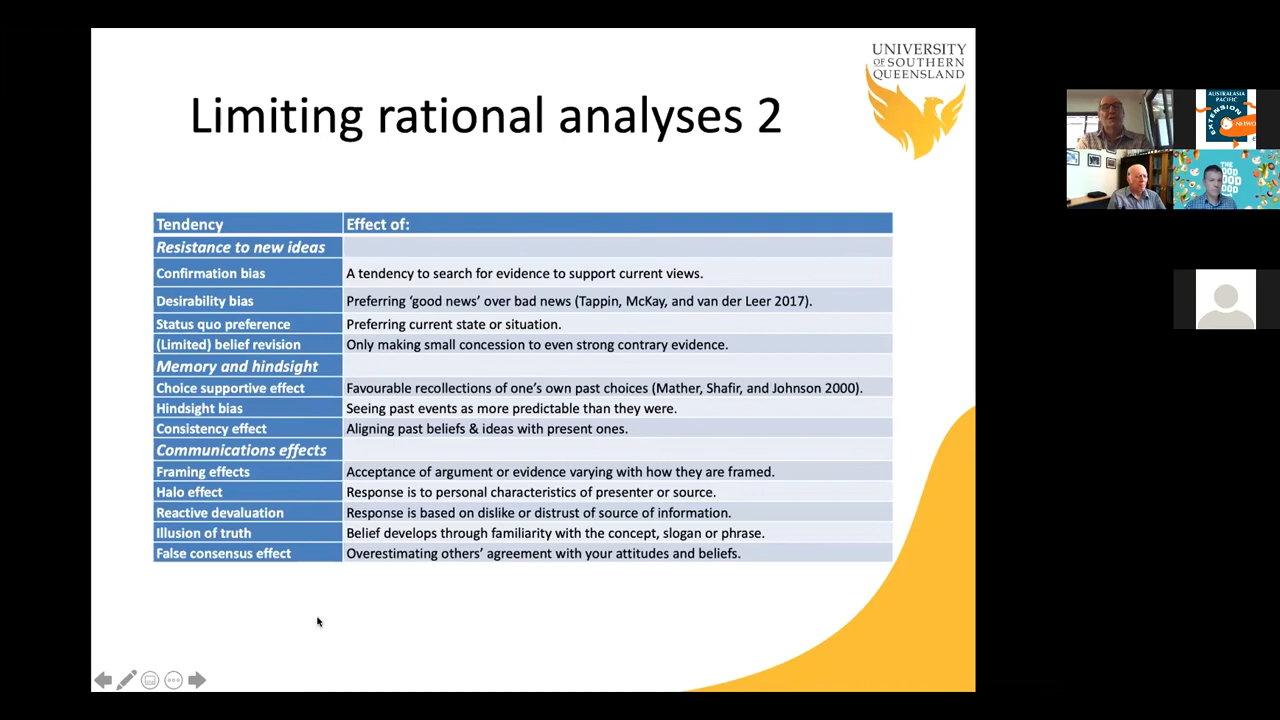 UNIVERSITY
OF SOUTHERN
QUEENSLAND
Limiting rational analyses 2
Tendency Effect of:
Resistance to new ideas
Confirmation bias A tendency to search for evidence to support current views.
Desirability bias Preferring ‘good news’ over bad news (Tappin, McKay, and van der Leer 2017).
Status quo preference Preferring current state or situation.
(Limited) belief revision Only making small concession to even strong contrary evidence.
Memory and hindsight
Choice supportive effect Favourable recollections of one’s own past choices (Mather, Shafir, and Johnson 2000).
Hindsight bias Seeing past events as more predictable than they were.
Consistency effect Aligning past beliefs & ideas with present ones.
Communications effects
Framing effects Acceptance of argument or evidence varying with how they are framed.
Halo effect Response is to personal characteristics of presenter or source.
Reactive devaluation Response is based on dislike or distrust of source of information.
Illusion of truth Belief develops through familiarity with the concept, slogan or phrase.
False consensus effect Overestimating others’ agreement with your attitudes and beliefs.
AUSTRALASIA
PACIFIC
EXTENSION
NETWO
THE